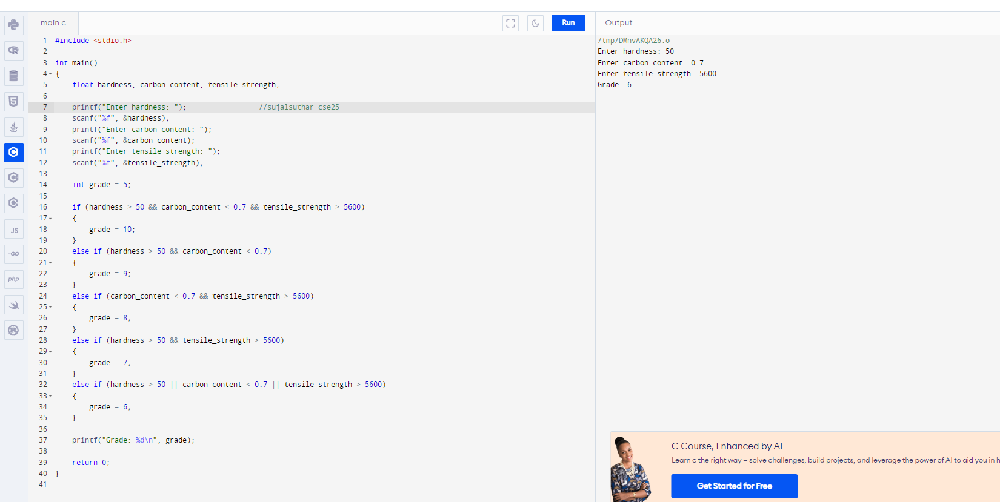 main.c
Run
Output
1 #include <stdio.h>
2
3 int main()
4 {
5     float hardness, carbon_content, tensile_strength;
6
7     printf("Enter hardness: ");                 //sujalsuthar cse25
8     scanf("%f", &hardness);
9     printf("Enter carbon content: ");
10     scanf("%f", &carbon_content);
11     printf("Enter tensile strength: ");
12     scanf("%f", &tensile_strength);
13
14     int grade = 5;
15
16     if (hardness > 50 && carbon_content < 0.7 && tensile_strength > 5600)
17     {
18         grade = 10;
19     }
20     else if (hardness > 50 && carbon_content < 0.7)
21     {
22         grade = 9;
23     }
24     else if (carbon_content < 0.7 && tensile_strength > 5600)
25     {
26         grade = 8;
27     }
28     else if (hardness > 50 && tensile_strength > 5600)
29     {
30         grade = 7;
31     }
32     else if (hardness > 50 || carbon_content < 0.7 || tensile_strength > 5600)
33     {
34         grade = 6;
35     }
36
37     printf("Grade: %d\n", grade);
38
39     return 0;
40 }
41
/tmp/DMnvAKQA26.o
Enter hardness: 50
Enter carbon content: 0.7
Enter tensile strength: 5600
Grade: 6
R
5
C
C
C
JS
GO
php
R
C Course, Enhanced by AI
Learn c the right way – solve challenges, build projects, and leverage the power of AI to aid you in
Get Started for Free